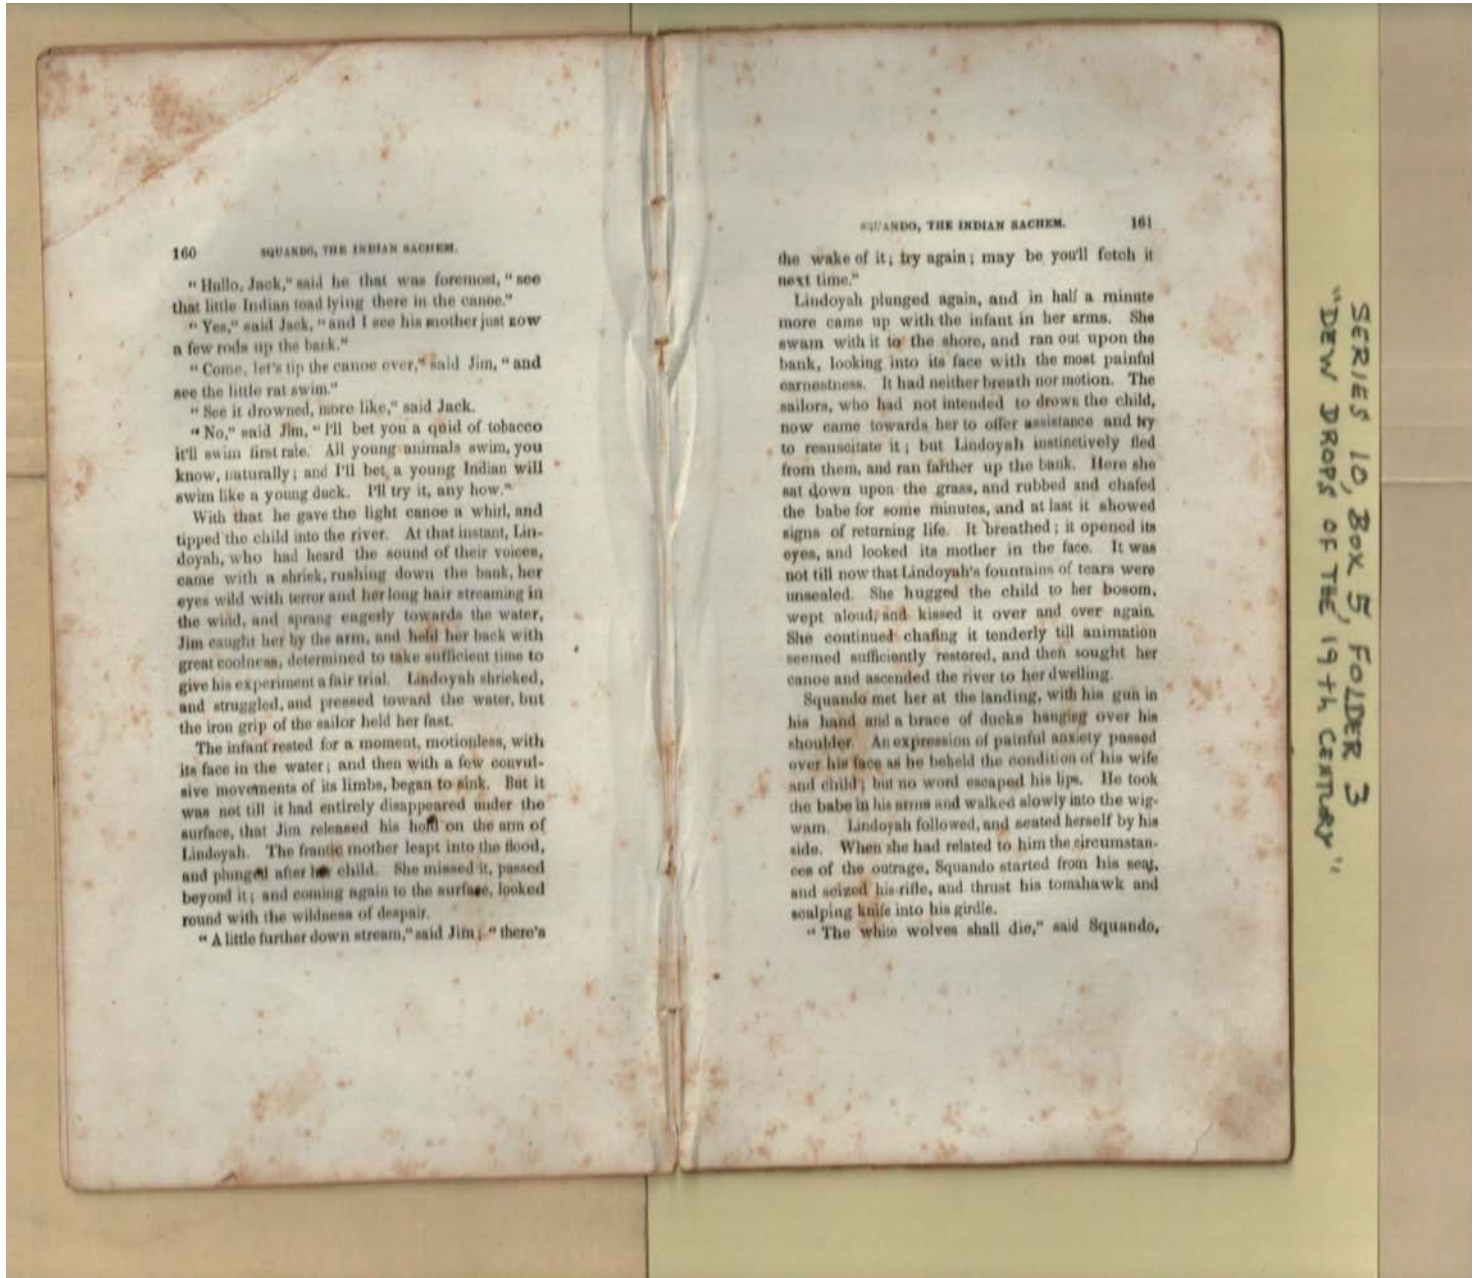 160 SQUANDO, THE INDIAN SACHEM.
“Hullo, Jack,” said he that was foremost, “see
that little Indian toad lying there in the canoe.”
“Yes,” said Jack, “and I see his mother just now
a few rods up the bank.”
“Come, let's tip the canoe over,” said Jim, “and
see the little rat swim.”
“See it drowned, more like,” said Jack.
“No,” said Jim, “I'll bet you a quid of tobacco
it'll swim first rate. All young animals swim, you
know, naturally; and I'll bet a young Indian will
swim like a young duck. I'll try it, any how.”
With that he gave the light canoe a whirl, and
tipped the child into the river. At that instant, Lin-
doyah, who had heard the sound of their voices,
came with a shriek, rushing down the bank, her
eyes wild with terror and her long hair streaming in
the wind, and sprang eagerly towards the water,
Jim caught her by the arm, and held her back with
great coolness, determined to take sufficient time to
give his experiment a fair trial. Lindoyah shrieked,
and struggled, and pressed toward the water, but
the iron grip of the sailor held her fast.
The infant rested for a moment, motionless, with
its face in the water; and then with a few convul-
sive movements of its limbs, began to sink. But it
was not till it had entirely disappeared under the
surface, that Jim released his hold on the arm of
Lindoyah. The frantic mother leapt into the flood,
and plunged after her child. She missed it, passed
beyond it; and coming again to the surface, looked
round with the wildness of despair.
“A little further down stream,” said Jim; “there's
SQUANDO, THE INDIAN SACHEM. 161
the wake of it; try again; may be you'll fetch it
next time.”
Lindoyah plunged again, and in half a minute
more came up with the infant in her arms. She
swam with it to the shore, and ran out upon the
bank, looking into its face with the most painful
earnestness. It had neither breath nor motion. The
sailors, who had not intended to drown the child,
now came towards her to offer assistance and try
to resuscitate it; but Lindoyah instinctively fled
from them, and ran farther up the bank. Here she
sat down upon the grass, and rubbed and chafed
the babe for some minutes, and at last it showed
signs of returning life. It breathed; it opened its
eyes, and looked its mother in the face. It was
not till now that Lindoyah's fountains of tears were
unsealed. She hugged the child to her bosom,
wept aloud, and kissed it over and over again.
She continued chafing it tenderly till animation
seemed sufficiently restored, and then sought her
canoe and ascended the river to her dwelling.
Squando met her at the landing, with his gun in
his hand and a brace of ducks hanging over his
shoulder. An expression of painful anxiety passed
over his face as he beheld the condition of his wife
and child; but no word escaped his lips. He took
the babe in his arms and walked slowly into the wig-
wam. Lindoyah followed, and seated herself by his
side. When she had related to him the circumstan-
ces of the outrage, Squando started from his seat,
and seized his rifle, and thrust his tomahawk and
scalping knife into his girdle.
“The white wolves shall die,” said Squando,
SERIES 10, BOX 5, FOLDER 3
"DEW DROPS OF THE 19th CENTURY"